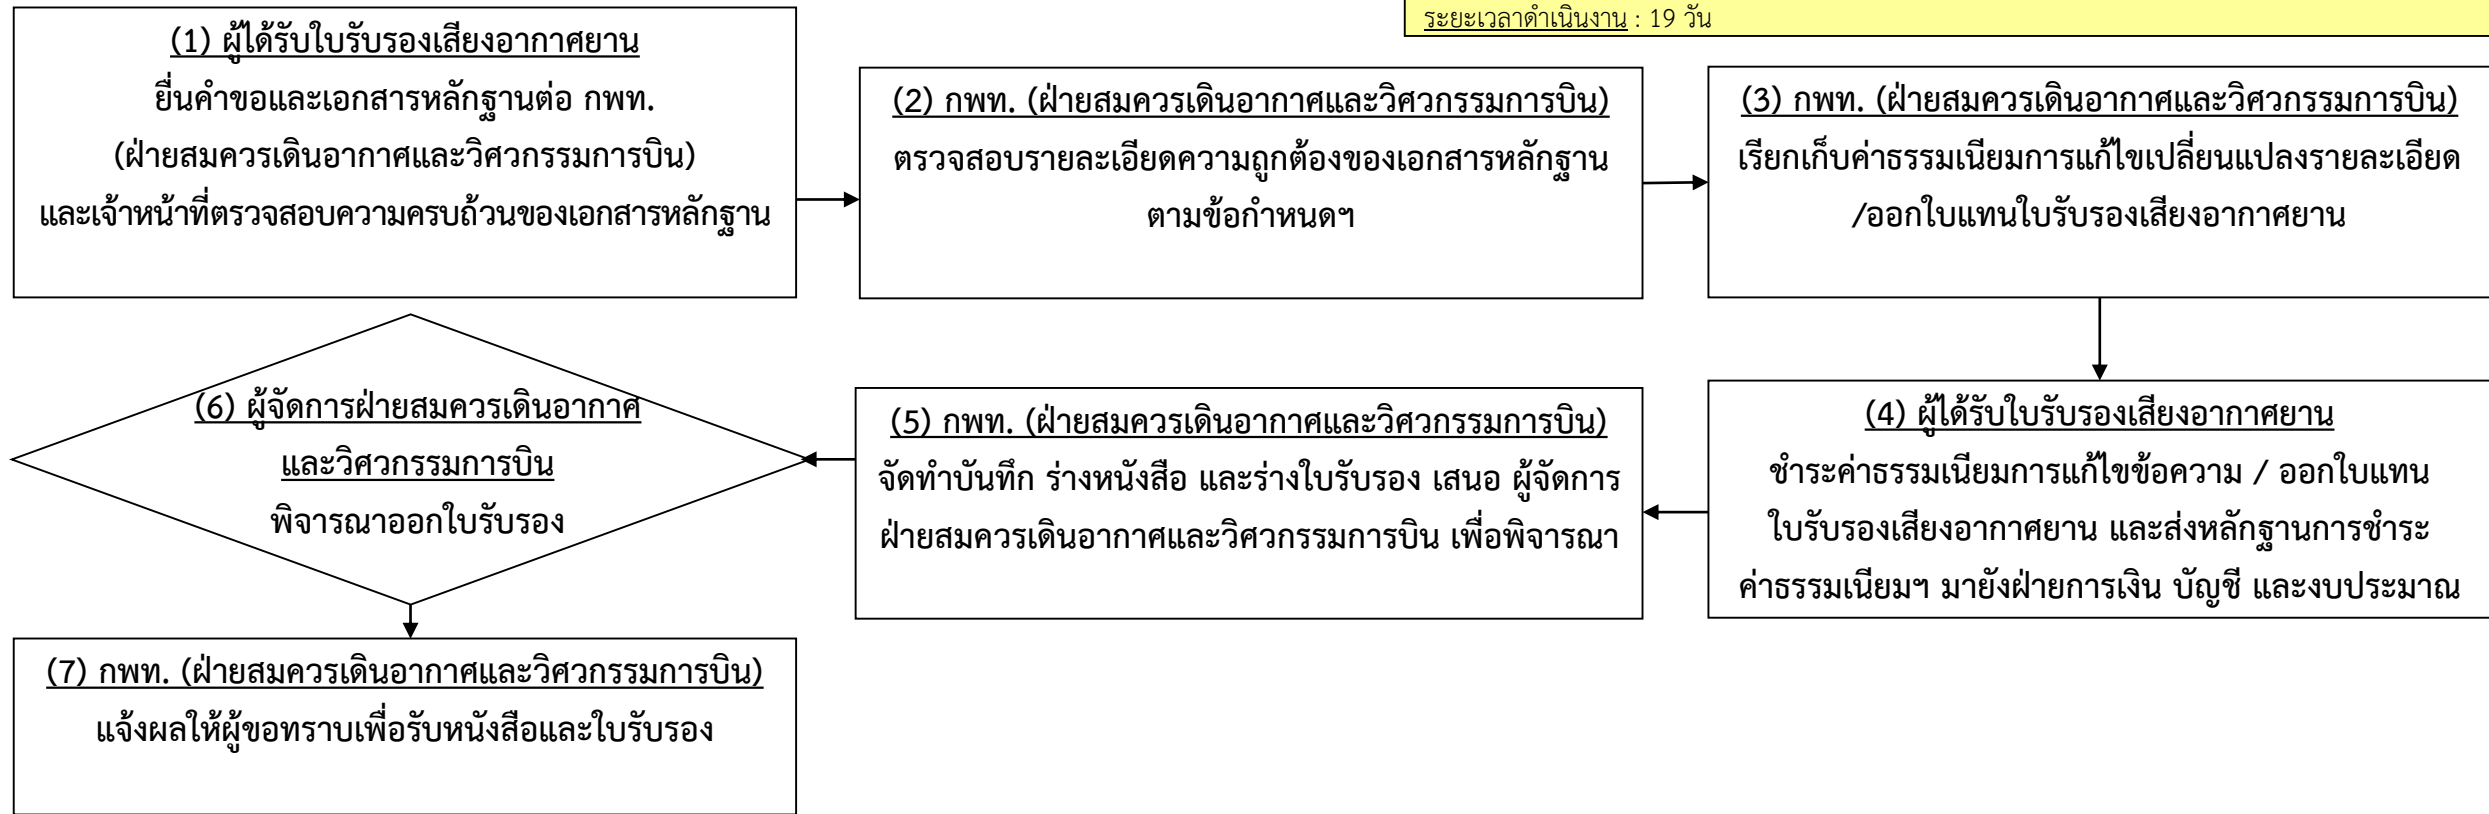 ระยะเวลาดำเนินงาน : 19 วัน
(1) ผู้ได้รับใบรับรองเสียงอากาศยาน
ยื่นคำขอและเอกสารหลักฐานต่อ กพท.
(ฝ่ายสมควรเดินอากาศและวิศวกรรมการบิน)
และเจ้าหน้าที่ตรวจสอบความครบถ้วนของเอกสารหลักฐาน
(2) กพท. (ฝ่ายสมควรเดินอากาศและวิศวกรรมการบิน)
ตรวจสอบรายละเอียดความถูกต้องของเอกสารหลักฐาน
ตามข้อกำหนดฯ
(3) กพท. (ฝ่ายสมควรเดินอากาศและวิศวกรรมการบิน)
เรียกเก็บค่าธรรมเนียมการแก้ไขเปลี่ยนแปลงรายละเอียด
/ออกใบแทนใบรับรองเสียงอากาศยาน
(4) ผู้ได้รับใบรับรองเสียงอากาศยาน
ชำระค่าธรรมเนียมการแก้ไขข้อความ / ออกใบแทน
ใบรับรองเสียงอากาศยาน และส่งหลักฐานการชำระ
ค่าธรรมเนียมฯ มายังฝ่ายการเงิน บัญชี และงบประมาณ
(5) กพท. (ฝ่ายสมควรเดินอากาศและวิศวกรรมการบิน)
จัดทำบันทึก ร่างหนังสือ และร่างใบรับรอง เสนอ ผู้จัดการ
ฝ่ายสมควรเดินอากาศและวิศวกรรมการบิน เพื่อพิจารณา
(6) ผู้จัดการฝ่ายสมควรเดินอากาศ
และวิศวกรรมการบิน
พิจารณาออกใบรับรอง
(7) กพท. (ฝ่ายสมควรเดินอากาศและวิศวกรรมการบิน)
แจ้งผลให้ผู้ขอทราบเพื่อรับหนังสือและใบรับรอง